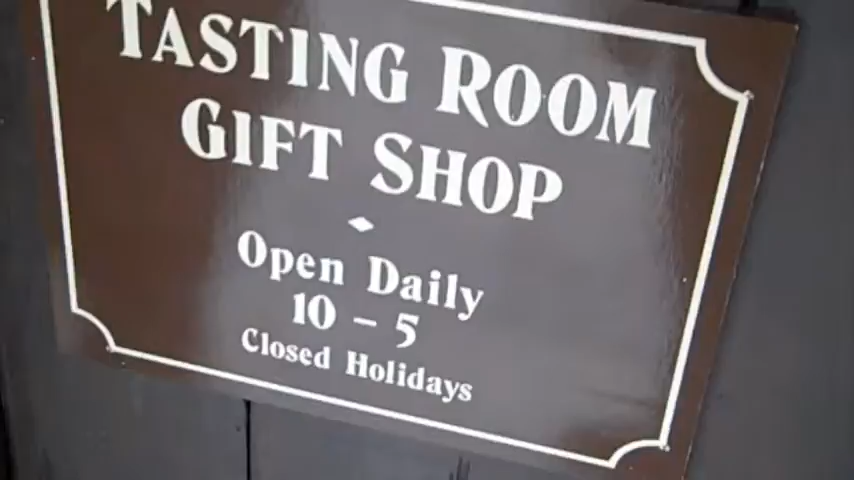 TASTING ROOM
GIFT SHOP
Open Daily
10 – 5
Closed Holidays